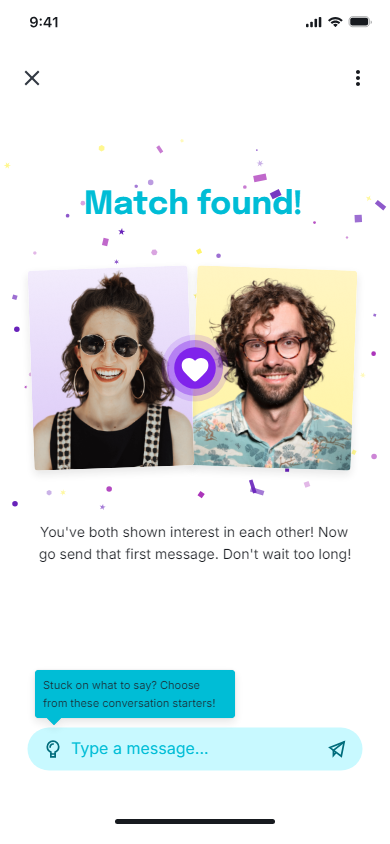 9:41
Match found!
You've both shown interest in each other! Now
go send that first message. Don't wait too long!
Stuck on what to say? Choose
from these conversation starters!
Type a message...